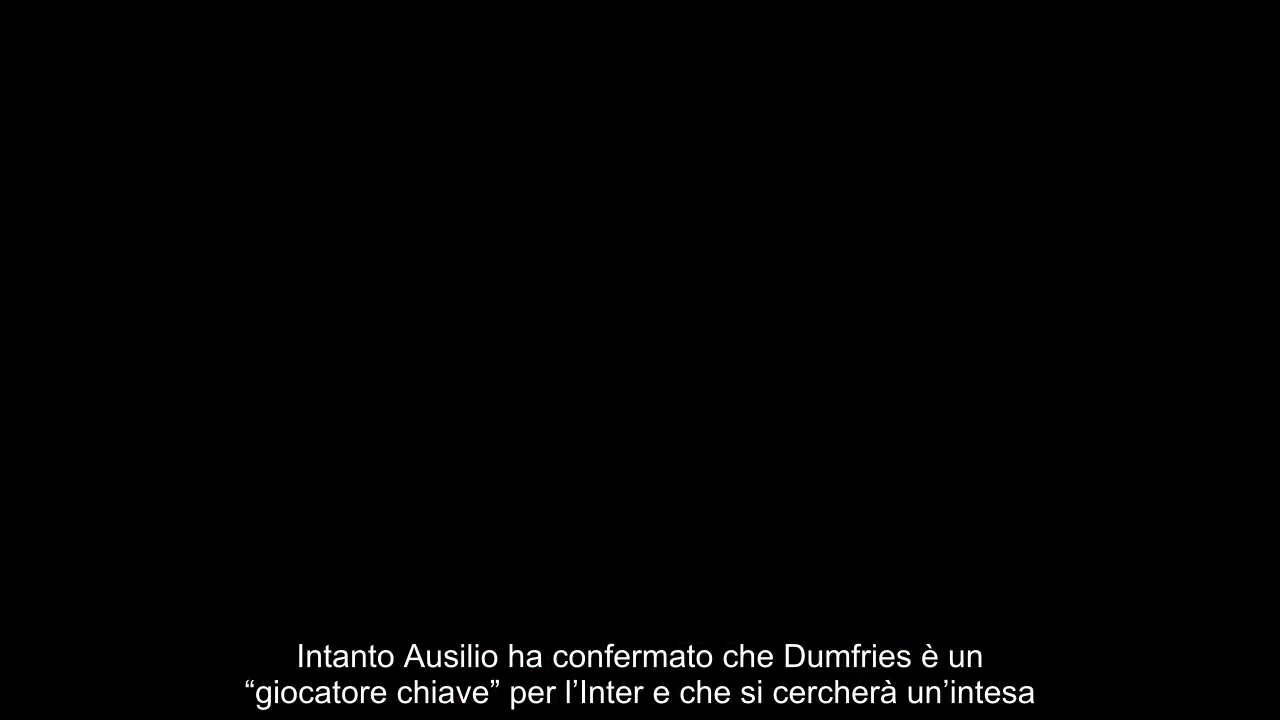 Intanto Ausilio ha confermato che Dumfries è un
“giocatore chiave” per l’Inter e che si cercherà un’intesa